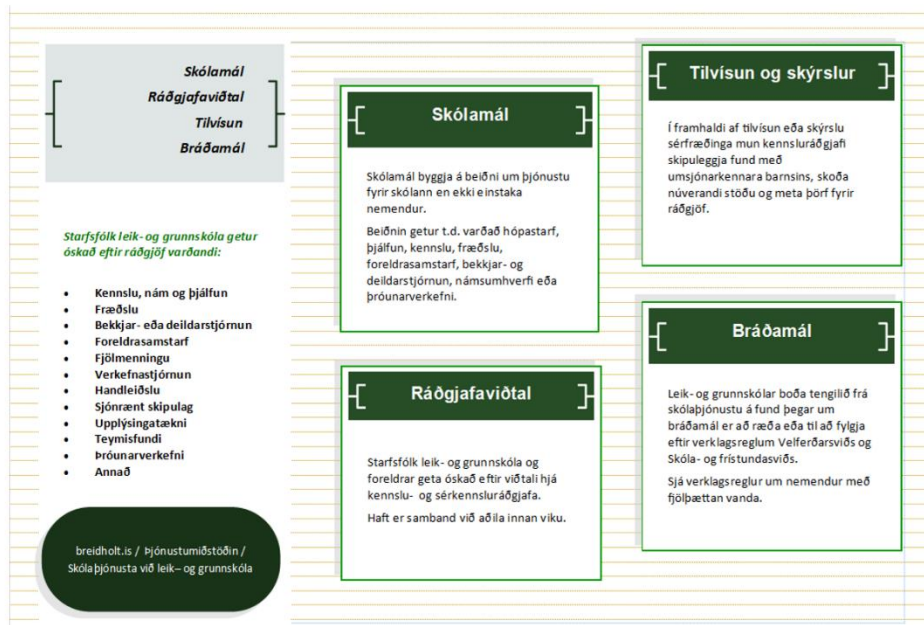 Skólamál
Ráðgjafaviðtal
Tilvísun
Bráðamál
Starfsfólk leik- og grunnskóla getur
óskað eftir ráðgjöf varðandi:
• Kennslu, nám og þjálfun
• Fræðslu
• Bekkjar- eða deildarstjórnun
• Foreldrasamstarf
• Fjölmenningu
• Verkefnastjórnun
• Handleiðslu
• Sjónrænt skipulag
• Upplýsingatækni
• Teymisfundi
• Þróunarverkefni
• Annað
breidholt.is / Þjónustumiðstöðin /
Skólaþjónusta við leik– og grunnskóla
Skólamál
Skólamál byggja á beiðni um þjónustu
fyrir skólann en ekki einstaka
nemendur.
Beiðnin getur t.d. varðað hópastarf,
þjálfun, kennslu, fræðslu,
foreldrasamstarf, bekkjar- og
deildarstjórnun, námsumhverfi eða
þróunarverkefni.
Ráðgjafaviðtal
Starfsfólk leik- og grunnskóla og
foreldrar geta óskað eftir viðtali hjá
kennslu- og sérkennsluráðgjafa.
Haft er samband við aðila innan viku.
Tilvísun og skýrslur
Í framhaldi af tilvísun eða skýrslu
sérfræðinga mun kennsluráðgjafi
skipuleggja fund með
umsjónarkennara barnsins, skoða
núverandi stöðu og meta þörf fyrir
ráðgjöf.
Bráðamál
Leik- og grunnskólar boða tengilið frá
skólaþjónustu á fund þegar um
bráðamál er að ræða eða til að fylgja
eftir verklagsreglum Velferðarsviðs og
Skóla- og frístundasviðs.
Sjá verklagsreglur um nemendur með
fjölþættan vanda.